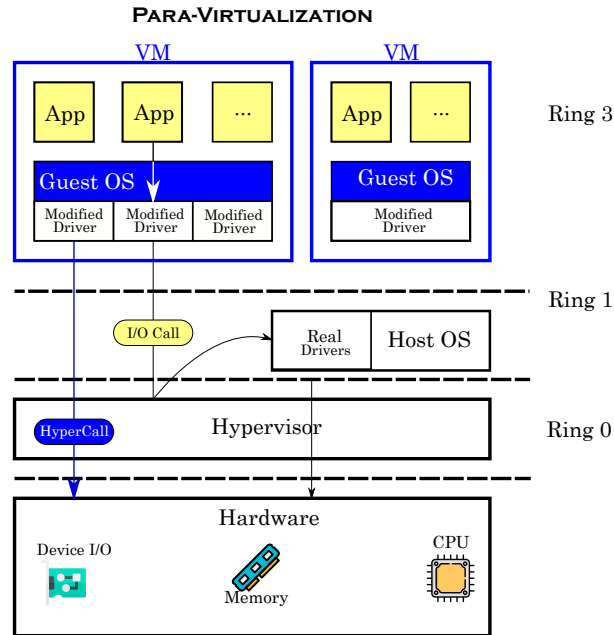 PARA-VIRTUALIZATION
VM
VM
App
App
...
App
...
Ring 3
Guest OS
Guest OS
Modified
Driver
Modified
Driver
Modified
Driver
Modified
Driver
Ring 1
I/O Call
Real
Drivers
Host OS
HyperCall
Hypervisor
Ring 0
Hardware
Device I/O
Memory
CPU